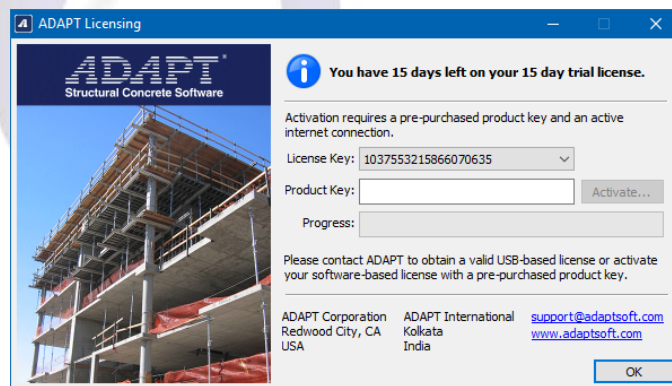 ADAPT Licensing
ADAPT
Structural Concrete Software
You have 15 days left on your 15 day trial license.
Activation requires a pre-purchased product key and an active
internet connection.
License Key: 1037553215866070635
Product Key:
Activate...
Progress:
Please contact ADAPT to obtain a valid USB-based license or activate
your software-based license with a pre-purchased product key.
ADAPT Corporation
Redwood City, CA
USA
ADAPT International
Kolkata
India
support@adaptsoft.com
www.adaptsoft.com
OK